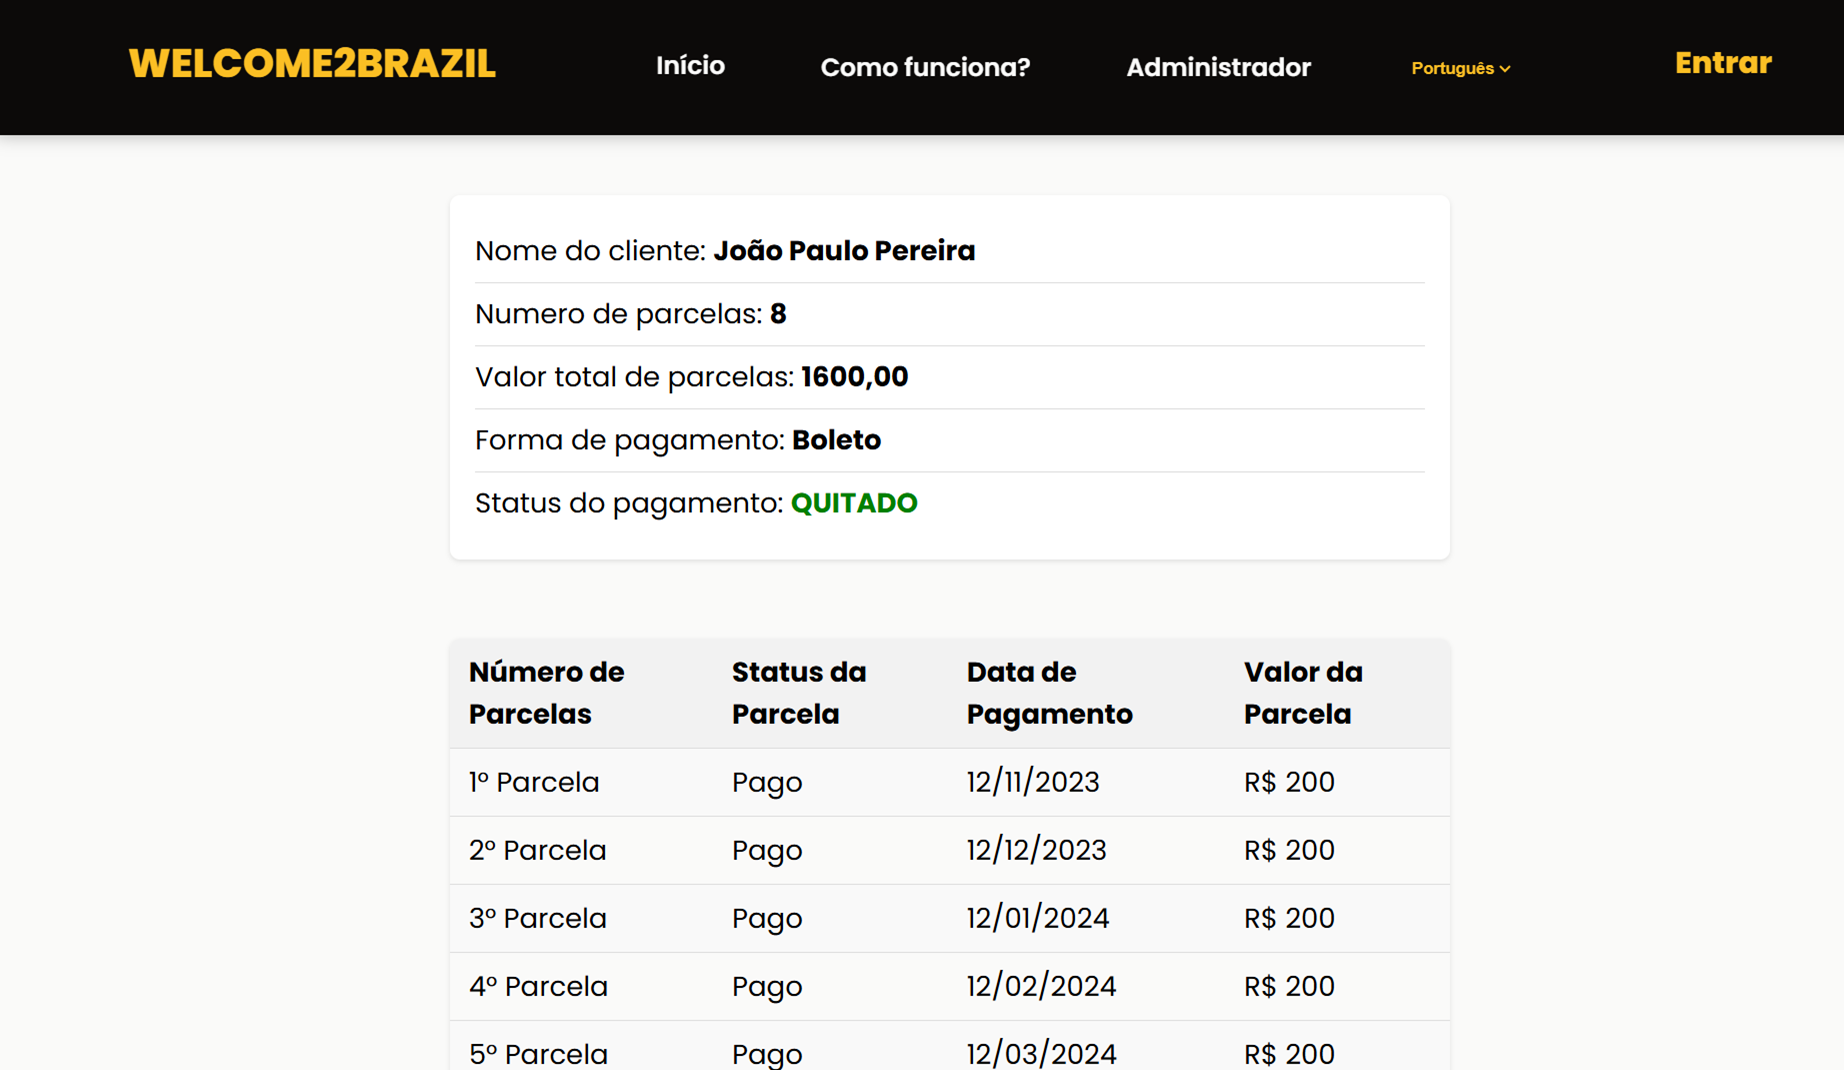 WELCOME2BRAZIL Início Como funciona? Administrador Português Entrar
Nome do cliente: João Paulo Pereira
Numero de parcelas: 8
Valor total de parcelas: 1600,00
Forma de pagamento: Boleto
Status do pagamento: QUITADO
Número de Parcelas Status da Parcela Data de Pagamento Valor da Parcela
1º Parcela Pago 12/11/2023 R$ 200
2º Parcela Pago 12/12/2023 R$ 200
3º Parcela Pago 12/01/2024 R$ 200
4º Parcela Pago 12/02/2024 R$ 200
5º Parcela Pago 12/03/2024 R$ 200